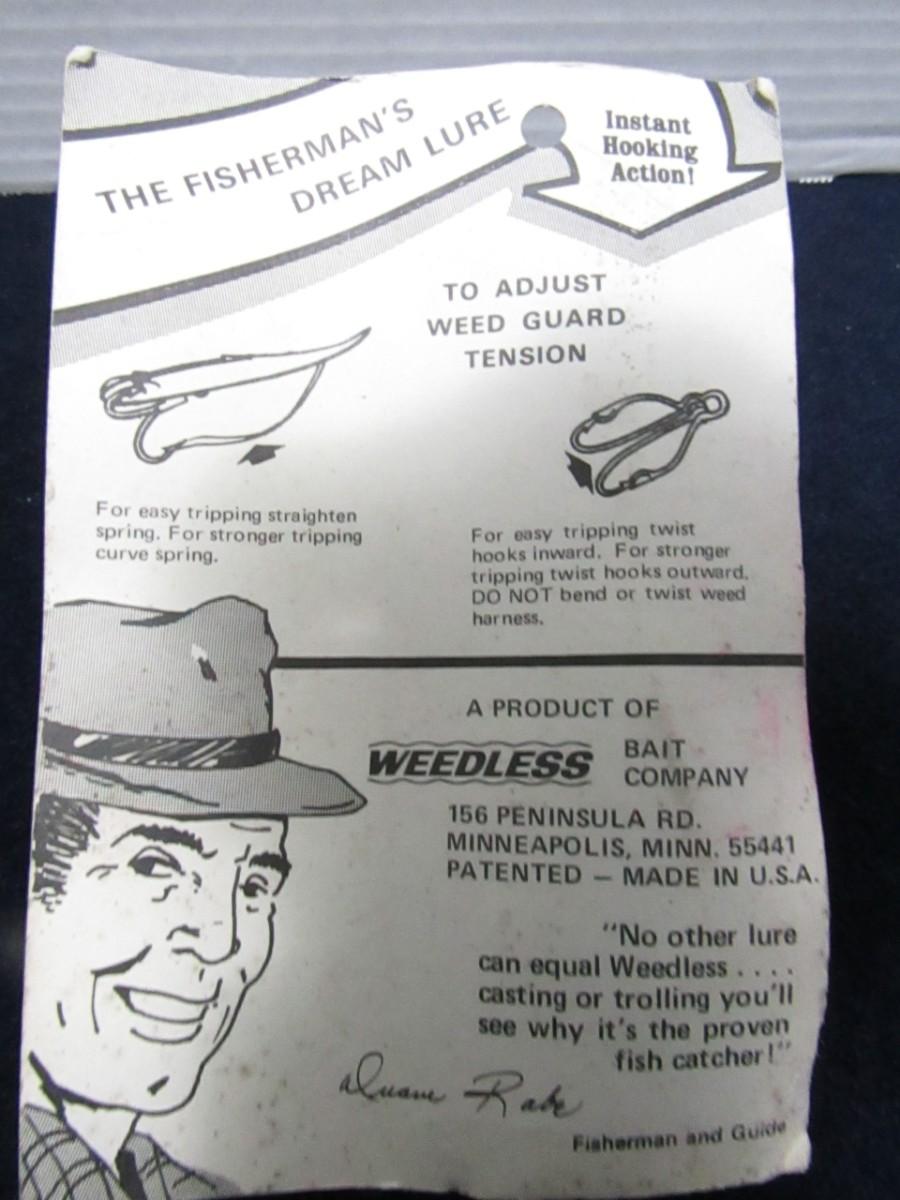 THE FISHERMAN'S
DREAM LURE
Instant
Hooking
Action!
TO ADJUST
WEED GUARD
TENSION
For easy tripping straighten
spring. For stronger tripping
curve spring.
For easy tripping twist
hooks inward. For stronger
tripping twist hooks outward.
DO NOT bend or twist weed
harness.
A PRODUCT OF
WEEDLESS BAIT
COMPANY
156 PENINSULA RD.
MINNEAPOLIS, MINN. 55441
PATENTED — MADE IN U.S.A.
"No other lure
can equal Weedless . . . .
casting or trolling you'll
see why it's the proven
fish catcher!"
Duane Rabe
Fisherman and Guide